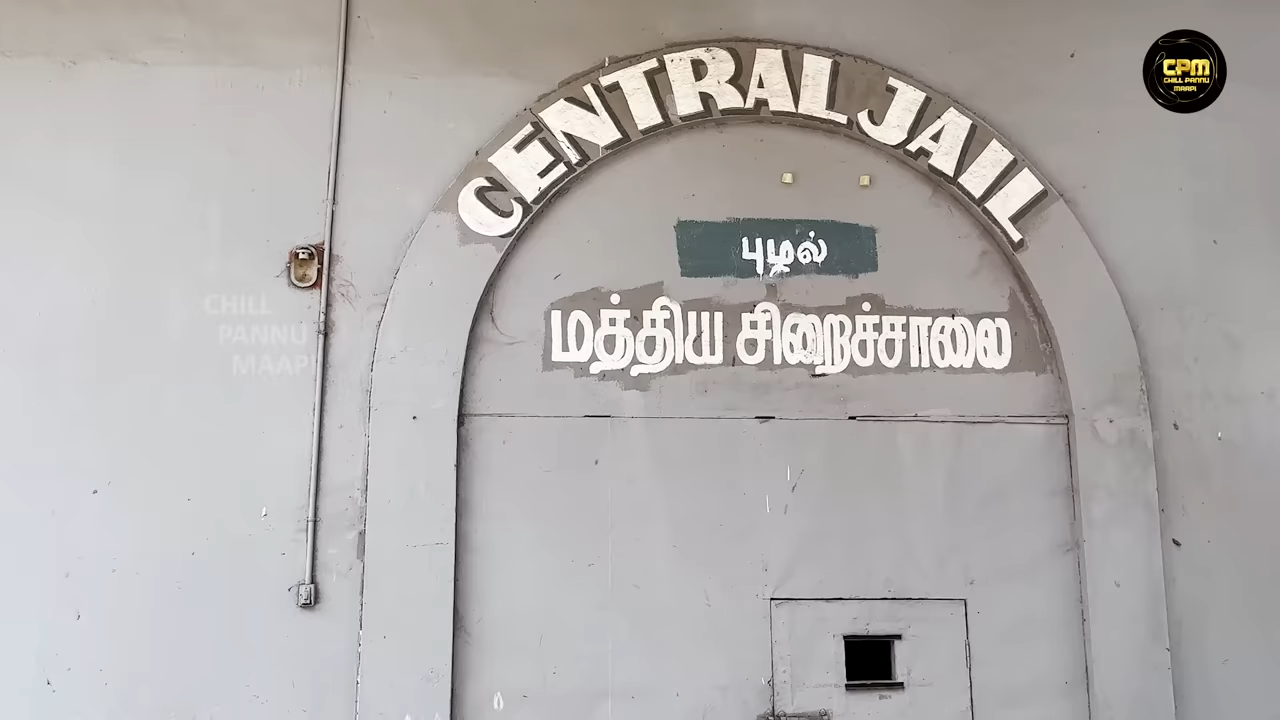 CENTRAL JAIL
புழல்
மத்திய சிறைச்சாலை
CPM
CHILL PANNU
MAAPI
CHILL
PANNU
MAAPI